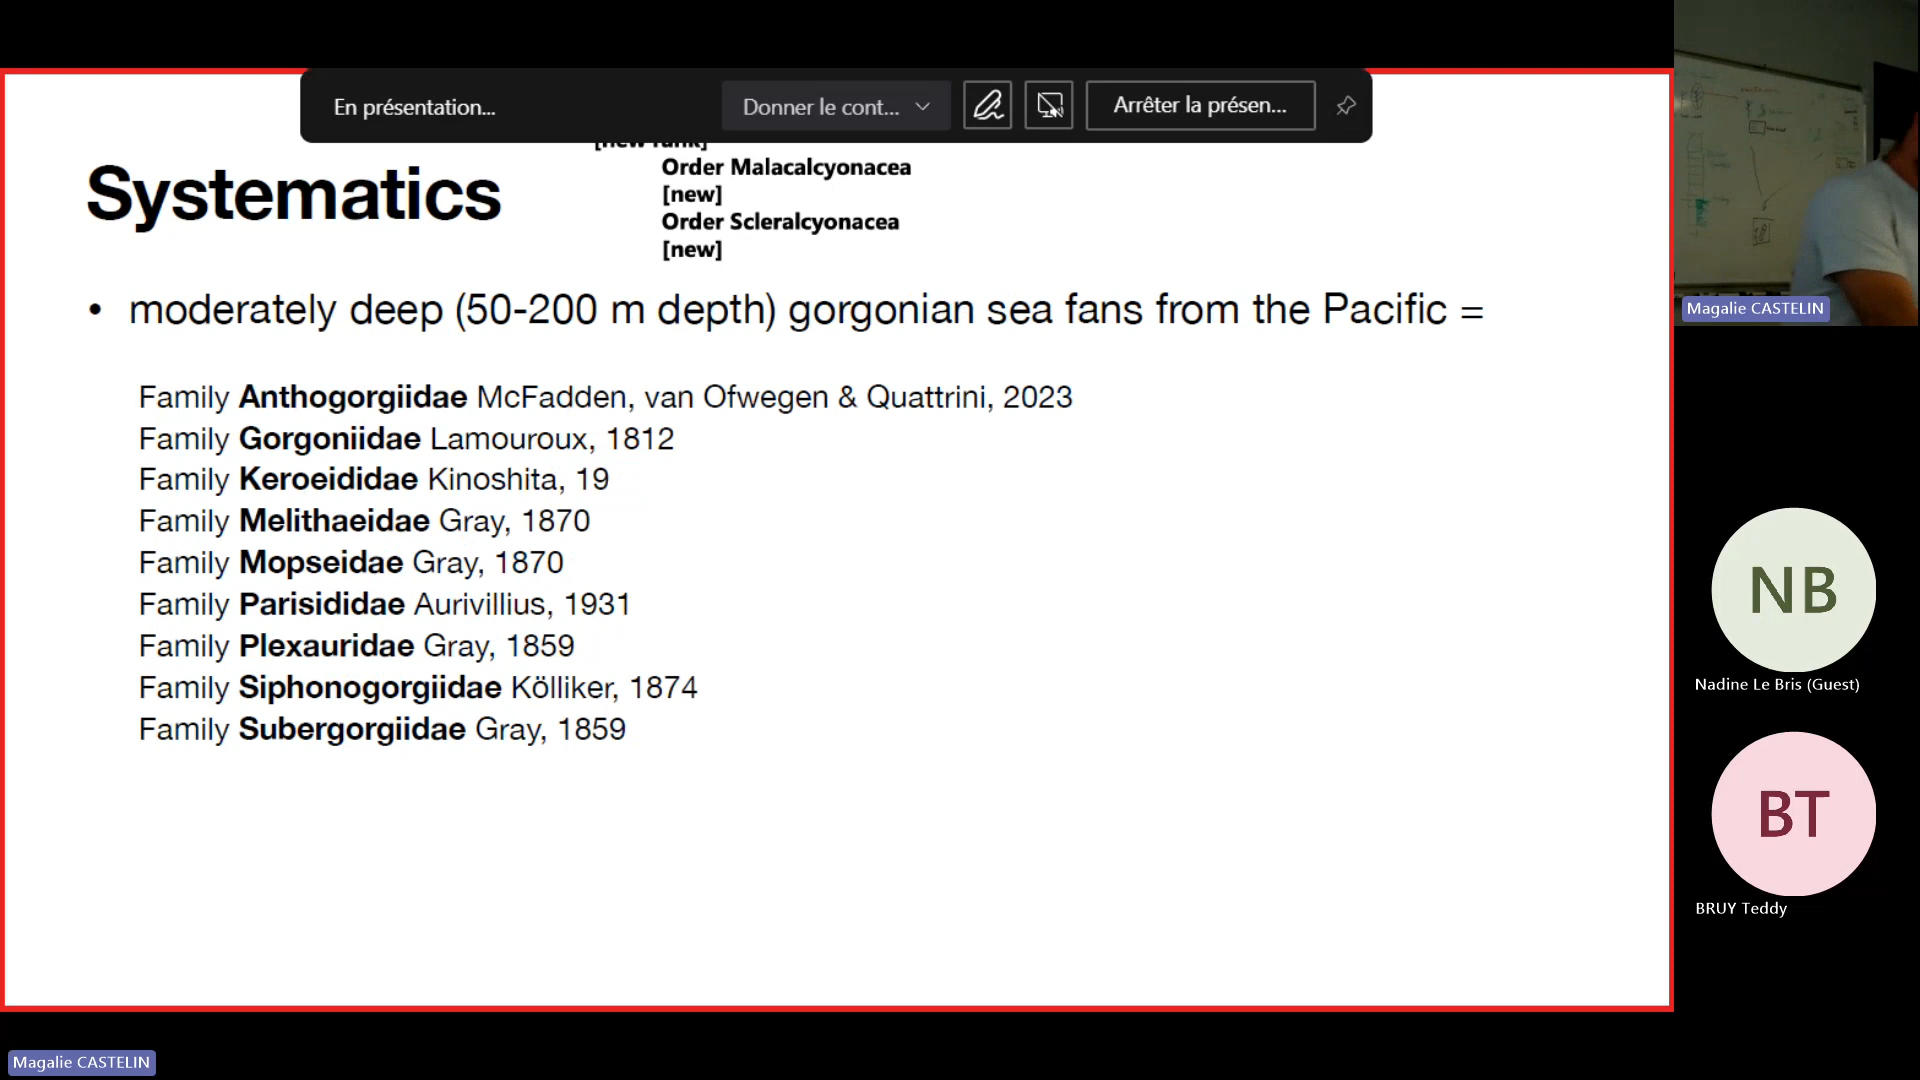 En présentation...
Donner le cont...
Arrêter la présen...
[new rank]
Systematics
Order Malacalcyonacea
[new]
Order Scleralcyonacea
[new]
• moderately deep (50-200 m depth) gorgonian sea fans from the Pacific =
Family Anthogorgiidae McFadden, van Ofwegen & Quattrini, 2023
Family Gorgoniidae Lamouroux, 1812
Family Keroeididae Kinoshita, 19
Family Melithaeidae Gray, 1870
Family Mopseidae Gray, 1870
Family Parisididae Aurivillius, 1931
Family Plexauridae Gray, 1859
Family Siphonogorgiidae Kölliker, 1874
Family Subergorgiidae Gray, 1859
Magalie CASTELIN
NB
Nadine Le Bris (Guest)
BT
BRUY Teddy
Magalie CASTELIN